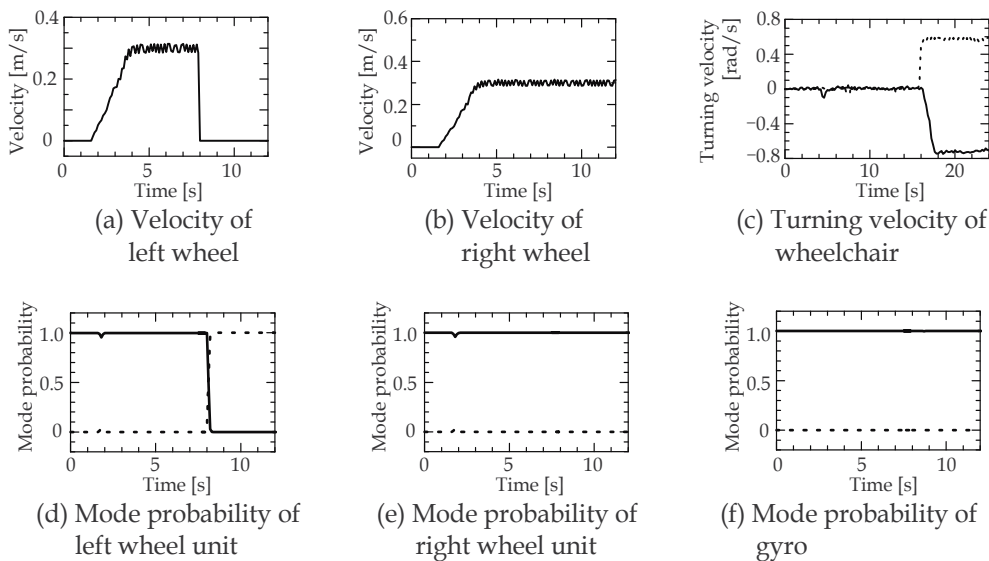 0.4
0.2
0
Velocity [m/s]
0
10
Time [s]
(a) Velocity of
left wheel
0.6
0.4
0.2
0
Velocity [m/s]
0
5
10
Time [s]
(b) Velocity of
right wheel
0.8
0.4
0
−0.4
−0.8
Turning velocity
[rad/s]
0
10
20
Time [s]
(c) Turning velocity of
wheelchair
1.0
0.5
0
Mode probability
0
5
10
Time [s]
(d) Mode probability of
left wheel unit
1.0
0.5
0
Mode probability
0
5
10
Time [s]
(e) Mode probability of
right wheel unit
1.0
0.5
0
Mode probability
0
5
10
Time [s]
(f) Mode probability of
gyro